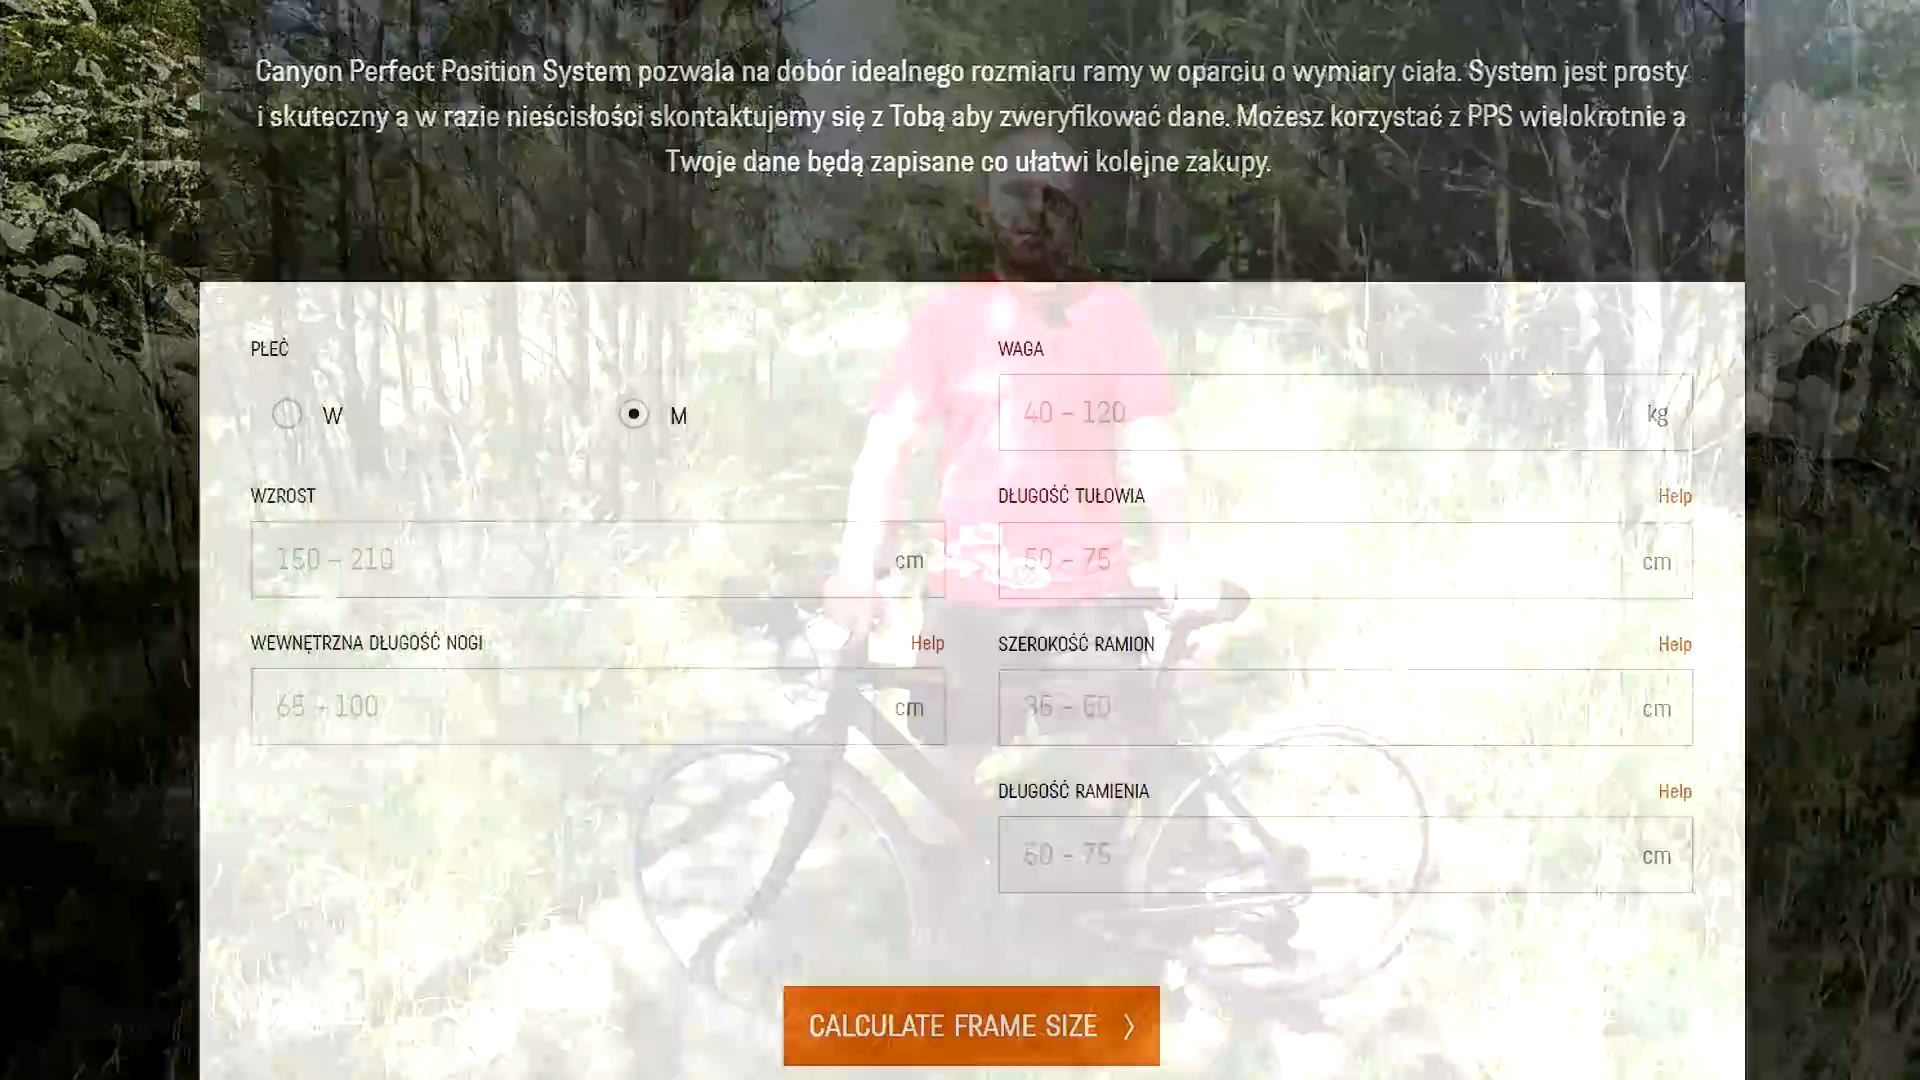 Canyon Perfect Position System pozwala na dobór idealnego rozmiaru ramy w oparciu o wymiary ciała. System jest prosty
i skuteczny a w razie nieścisłości skontaktujemy się z Tobą aby zweryfikować dane. Możesz korzystać z PPS wielokrotnie a
Twoje dane będą zapisane co ułatwi kolejne zakupy.
PŁEĆ
W
M
WAGA
40 - 120
kg
WZROST
150 - 210
cm
DŁUGOŚĆ TUŁOWIA
Help
50 - 75
cm
WEWNĘTRZNA DŁUGOŚĆ NOGI
Help
65 - 100
cm
SZEROKOŚĆ RAMION
Help
36 - 60
cm
DŁUGOŚĆ RAMIENIA
Help
50 - 75
cm
CALCULATE FRAME SIZE